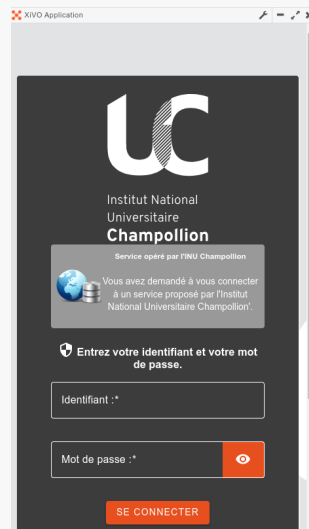 XiVO Application
UC
Institut National
Universitaire
Champollion
Service opéré par l'INU Champollion
Vous avez demandé à vous connecter
à un service proposé par l'Institut
National Universitaire Champollion'.
Entrez votre identifiant et votre mot
de passe.
Identifiant :*
Mot de passe :*
SE CONNECTER